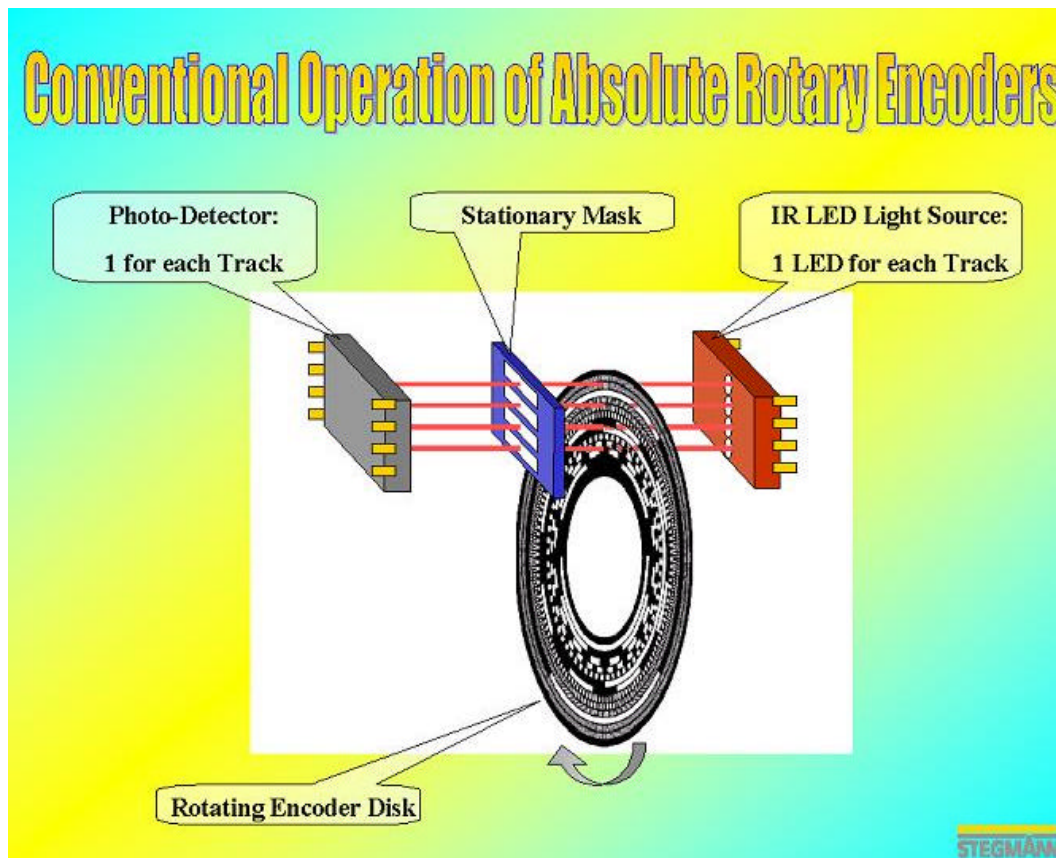 Conventional Operation of Absolute Rotary Encoders
Photo-Detector:
1 for each Track
Stationary Mask
IR LED Light Source:
1 LED for each Track
Rotating Encoder Disk
STEGMANN